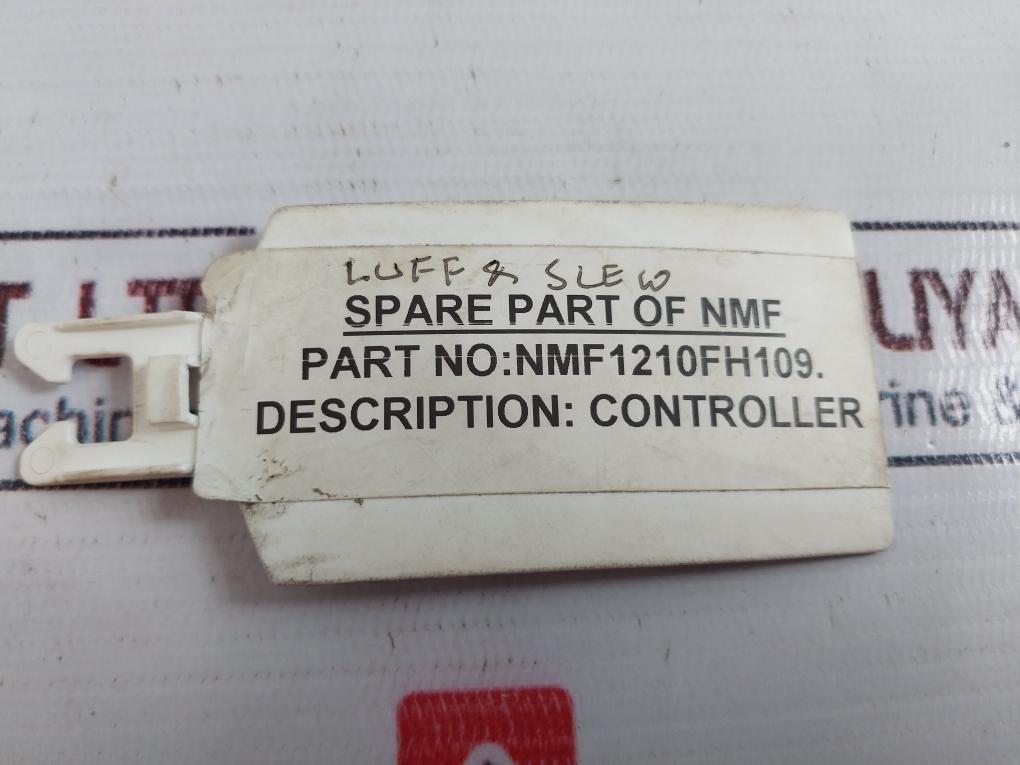 LUFF & SLEW
SPARE PART OF NMF
PART NO:NMF1210FH109.
DESCRIPTION: CONTROLLER